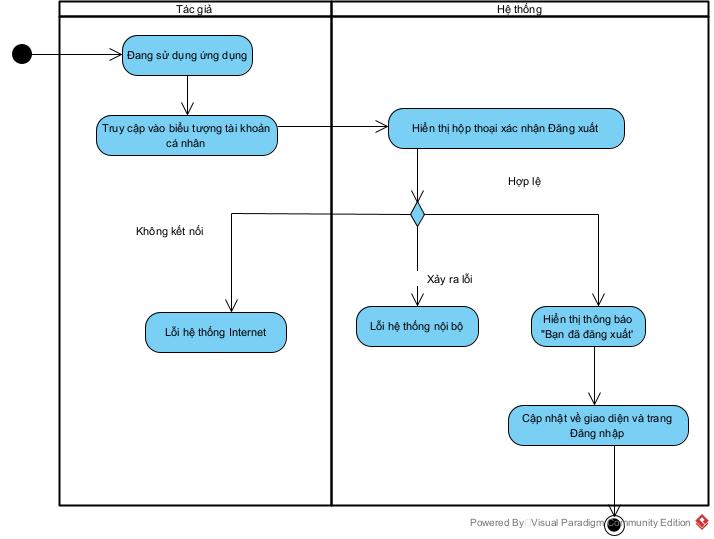 Tác giả
Hệ thống
Đang sử dụng ứng dụng
Truy cập vào biểu tượng tài khoản
cá nhân
Hiển thị hộp thoại xác nhận Đăng xuất
Hợp lệ
Không kết nối
Xảy ra lỗi
Lỗi hệ thống Internet
Lỗi hệ thống nội bộ
Hiển thị thông báo
"Bạn đã đăng xuất'
Cập nhật về giao diện và trang
Đăng nhập
Powered By Visual Paradigm Community Edition